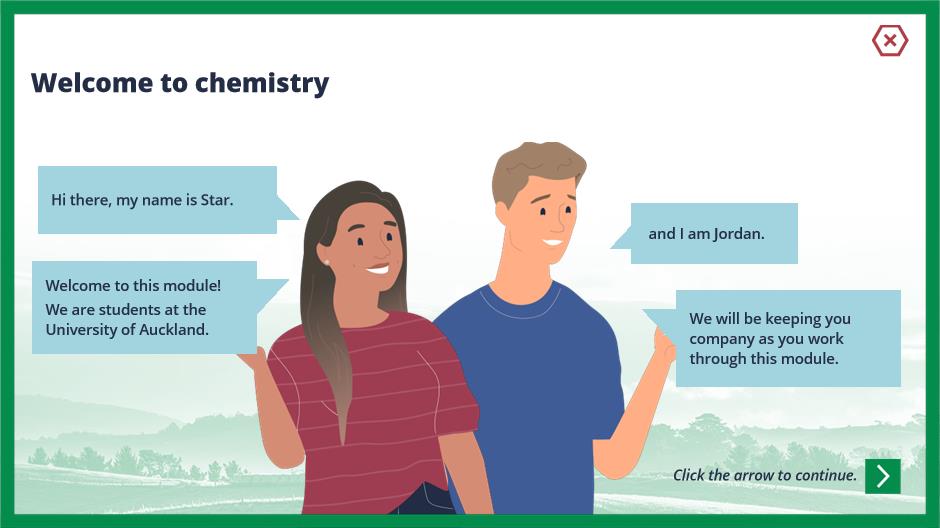 Welcome to chemistry
Hi there, my name is Star.
and I am Jordan.
Welcome to this module!
We are students at the
University of Auckland.
We will be keeping you
company as you work
through this module.
Click the arrow to continue.